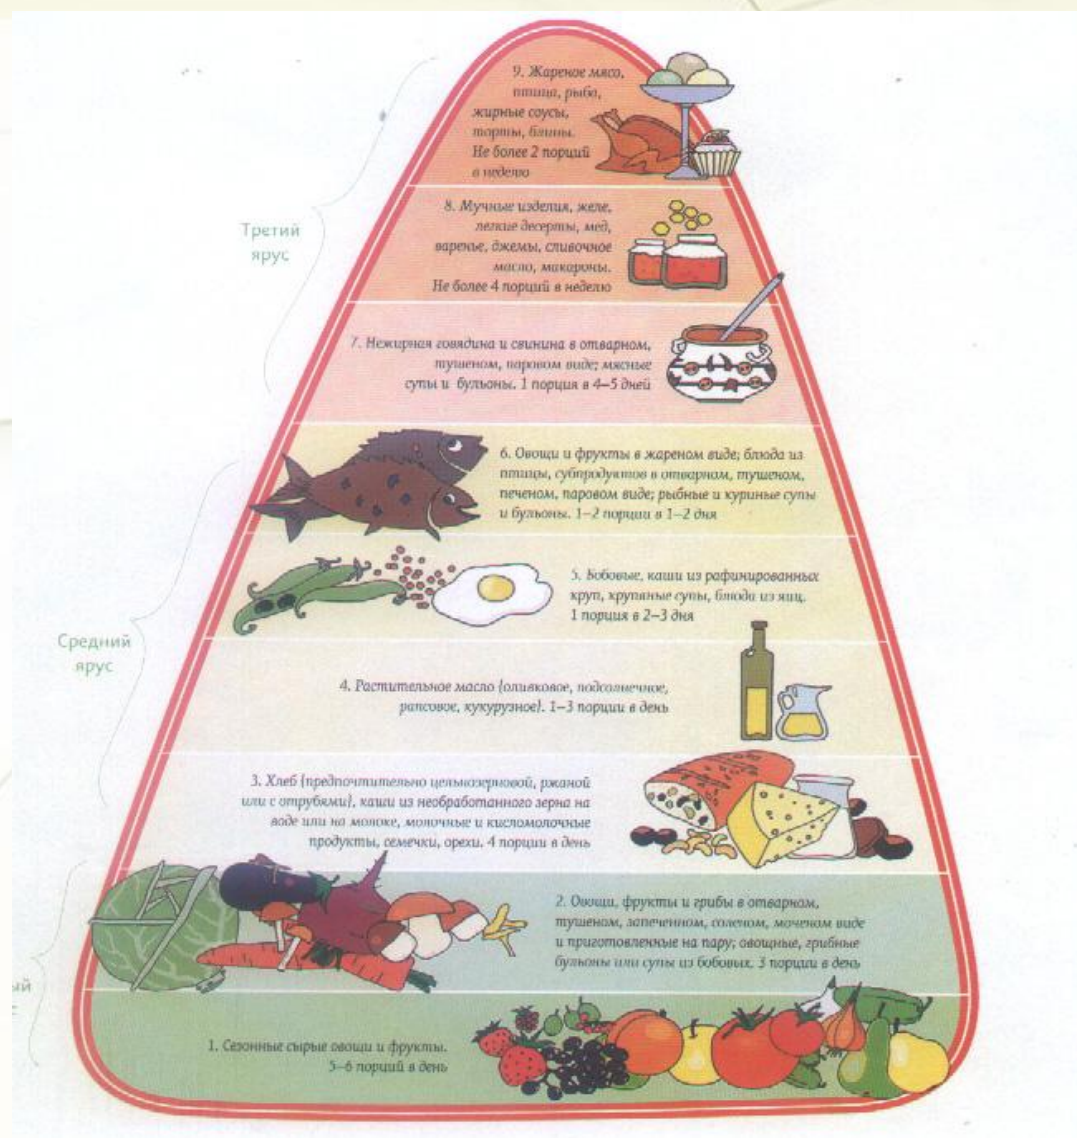 9. Жареное мясо,
птица, рыба,
жирные соусы,
торты, блины.
Не более 2 порций
в неделю
8. Мучные изделия, желе,
легкие десерты, мед,
варенье, джемы, сливочное
масло, макароны.
Не более 4 порций в неделю
Третий
ярус
7. Нежирная говядина и свинина в отварном,
тушеном, паровом виде; мясные
супы и бульоны. 1 порция в 4–5 дней
6. Овощи и фрукты в жареном виде; блюда из
птицы, субпродуктов в отварном, тушеном,
печеном, паровом виде; рыбные и куриные супы
и бульоны. 1–2 порции в 1–2 дня
5. Бобовые, каши из рафинированных
круп, крупяные супы, блюда из яиц.
1 порция в 2–3 дня
Средний
ярус
4. Растительное масло (оливковое, подсолнечное,
рапсовое, кукурузное). 1–3 порции в день
3. Хлеб (предпочтительно цельнозерновой, ржаной
или с отрубями), каши из необработанного зерна на
воде или на молоке, молочные и кисломолочные
продукты, семечки, орехи. 4 порции в день
2. Овощи, фрукты и грибы в отварном,
тушеном, запеченном, соленом, моченом виде
и приготовленные на пару; овощные, грибные
бульоны или супы из бобовых. 3 порции в день
1. Сезонные сырые овощи и фрукты.
5–6 порций в день